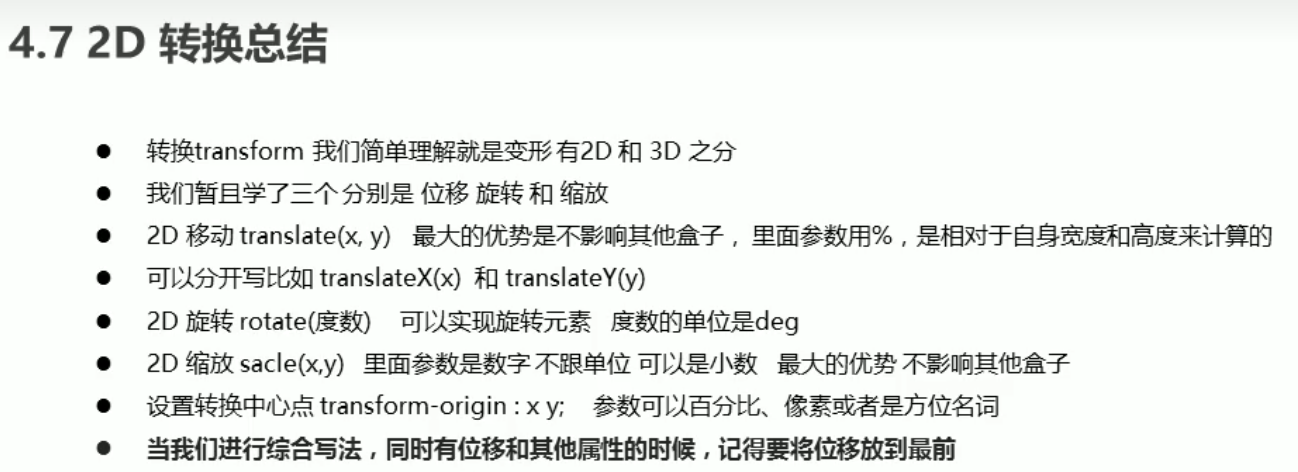 4.7 2D 转换总结
● 转换transform 我们简单理解就是变形 有2D 和 3D 之分
● 我们暂且学了三个 分别是 位移 旋转 和 缩放
● 2D 移动 translate(x, y) 最大的优势是不影响其他盒子， 里面参数用%，是相对于自身宽度和高度来计算的
● 可以分开写比如 translateX(x) 和 translateY(y)
● 2D 旋转 rotate(度数) 可以实现旋转元素 度数的单位是deg
● 2D 缩放 sacle(x,y) 里面参数是数字 不跟单位 可以是小数 最大的优势 不影响其他盒子
● 设置转换中心点 transform-origin : x y; 参数可以百分比、像素或者是方位名词
● 当我们进行综合写法，同时有位移和其他属性的时候，记得要将位移放到最前